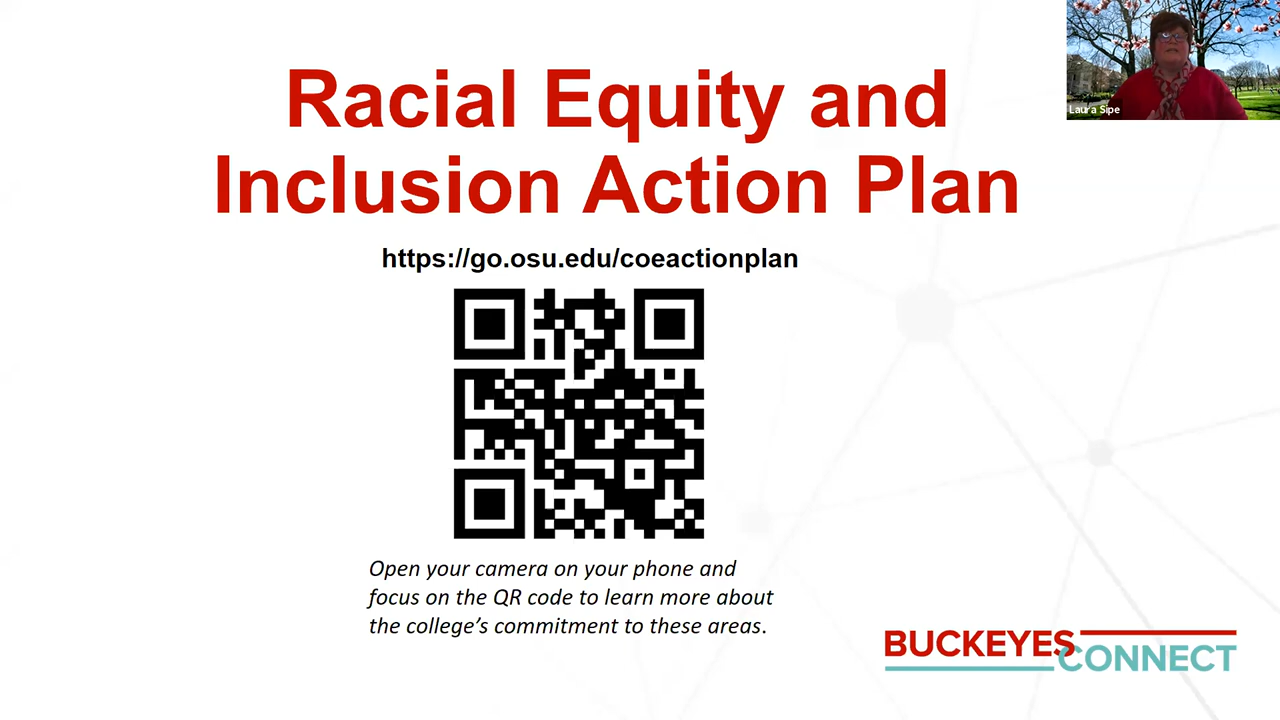 Racial Equity and
Inclusion Action Plan
Laura Sipe
https://go.osu.edu/coeactionplan
Open your camera on your phone and
focus on the QR code to learn more about
the college’s commitment to these areas.
BUCKEYES
CONNECT